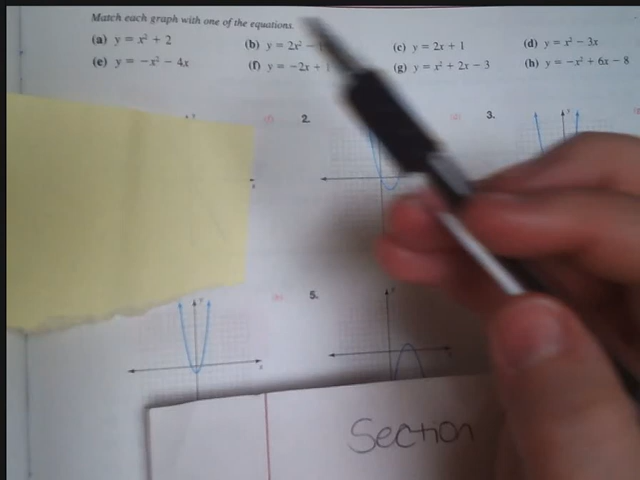 Match each graph with one of the equations.
(a) y = x² + 2 (b) y = 2x² − (c) y = 2x + 1 (d) y = x² − 3x
(e) y = −x² − 4x (f) y = −2x + 1 (g) y = x² + 2x − 3 (h) y = −x² + 6x − 8
2. 3.
5.
Section